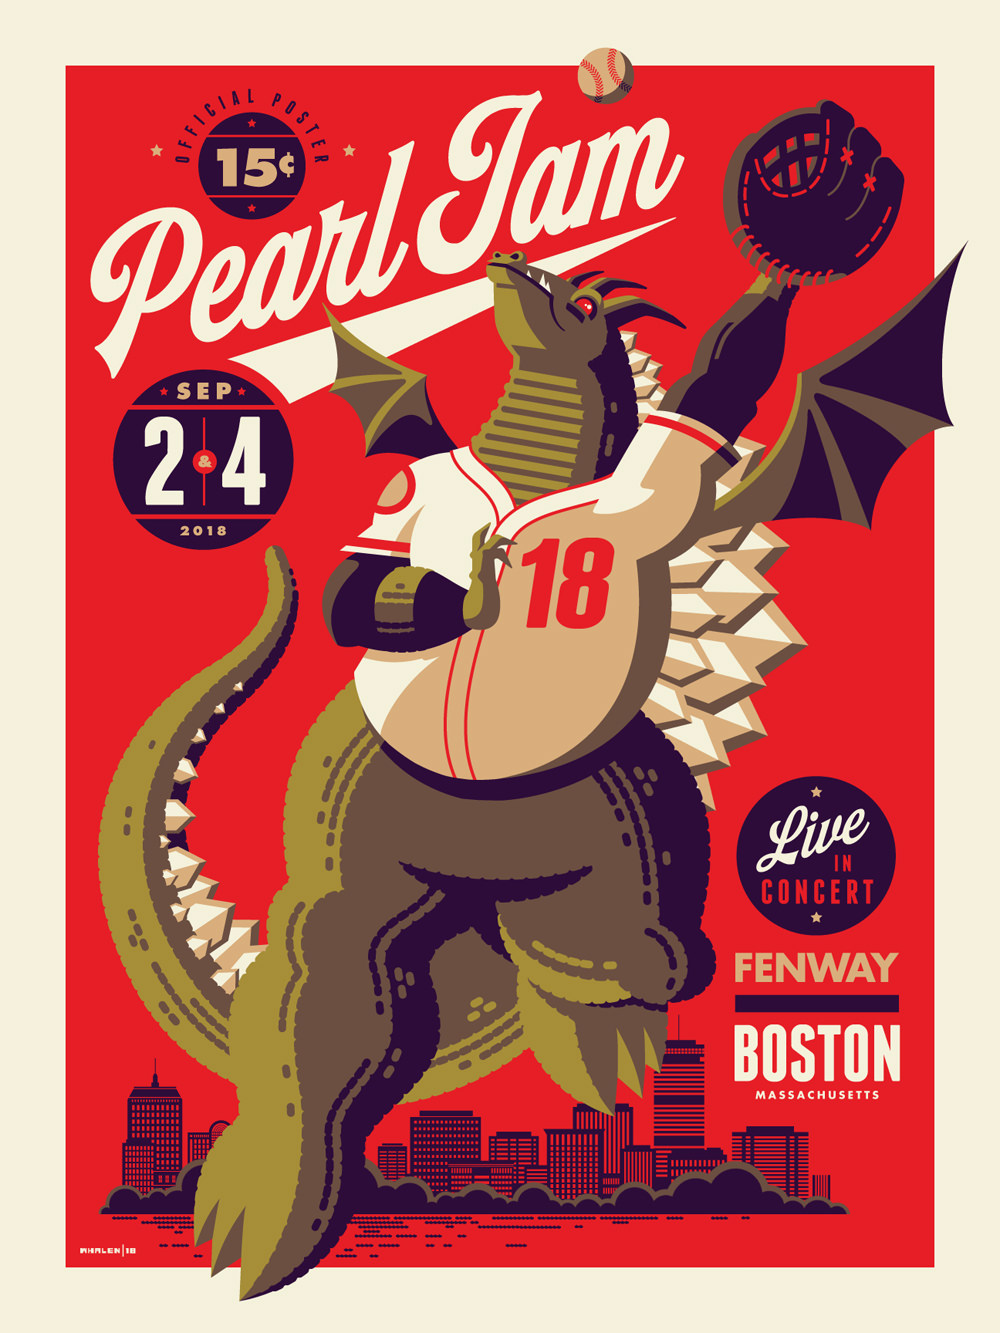 OFFICIAL POSTER
15¢
Pearl Jam
SEP
2 & 4
2018
18
Live
IN
CONCERT
FENWAY
BOSTON
MASSACHUSETTS
WHALEN|18